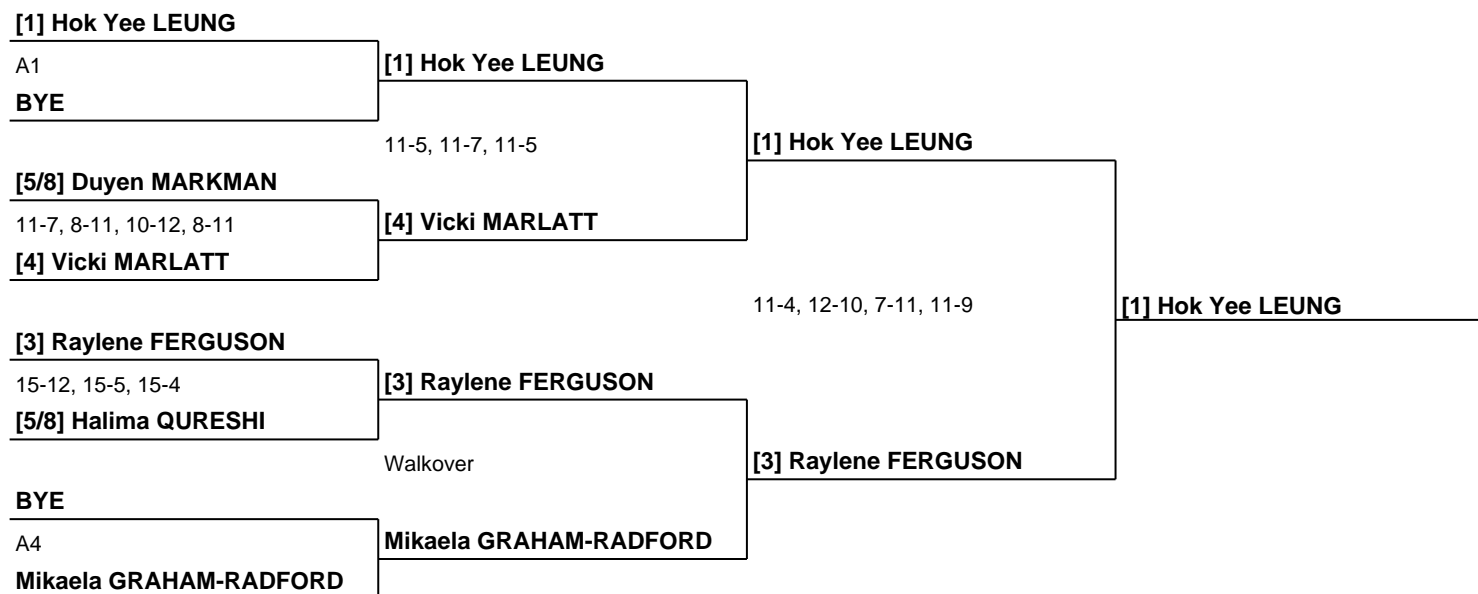 [1] Hok Yee LEUNG
A1
[1] Hok Yee LEUNG
BYE
11-5, 11-7, 11-5
[1] Hok Yee LEUNG
[5/8] Duyen MARKMAN
11-7, 8-11, 10-12, 8-11
[4] Vicki MARLATT
[4] Vicki MARLATT
11-4, 12-10, 7-11, 11-9
[1] Hok Yee LEUNG
[3] Raylene FERGUSON
15-12, 15-5, 15-4
[3] Raylene FERGUSON
[5/8] Halima QURESHI
Walkover
[3] Raylene FERGUSON
BYE
A4
Mikaela GRAHAM-RADFORD
Mikaela GRAHAM-RADFORD